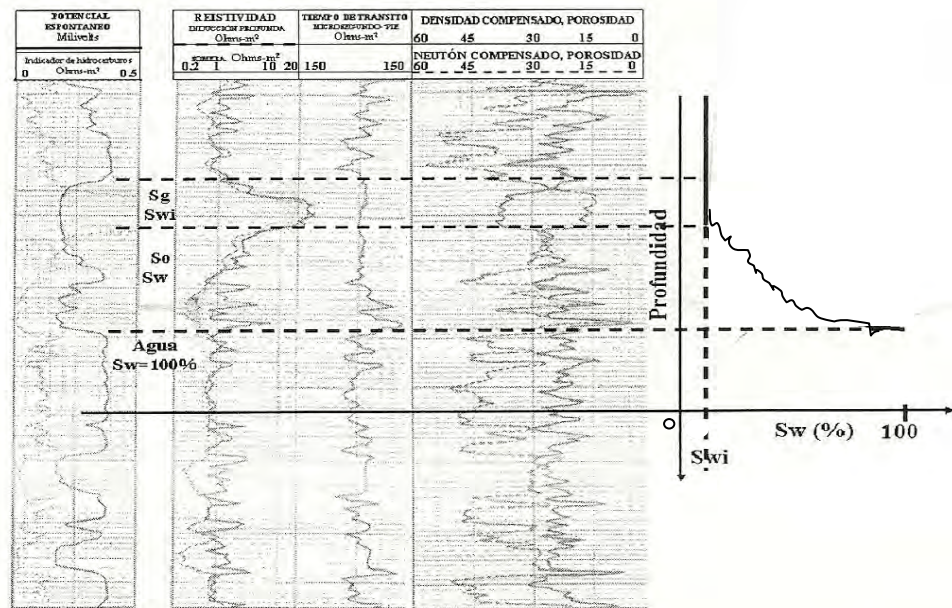 POTENCIAL
ESPONTANEO
Milivolts
Indicador de hidrocarburos
Ohms-m²
0 0.5
REISTIVIDAD
INDUCCION PROFUNDA
Ohms-m²
SOMERA Ohms-m²
0.2 1 10 20
TIEMPO DE TRANSITO
MICROSEGUNDO-PIE
Ohms-m²
150 150
DENSIDAD COMPENSADO, POROSIDAD
60 45 30 15 0
NEUTÓN COMPENSADO, POROSIDAD
60 45 30 15 0
Sg
Swi
So
Sw
Agua
Sw=100%
Profundidad
O
Sw (%) 100
Swi